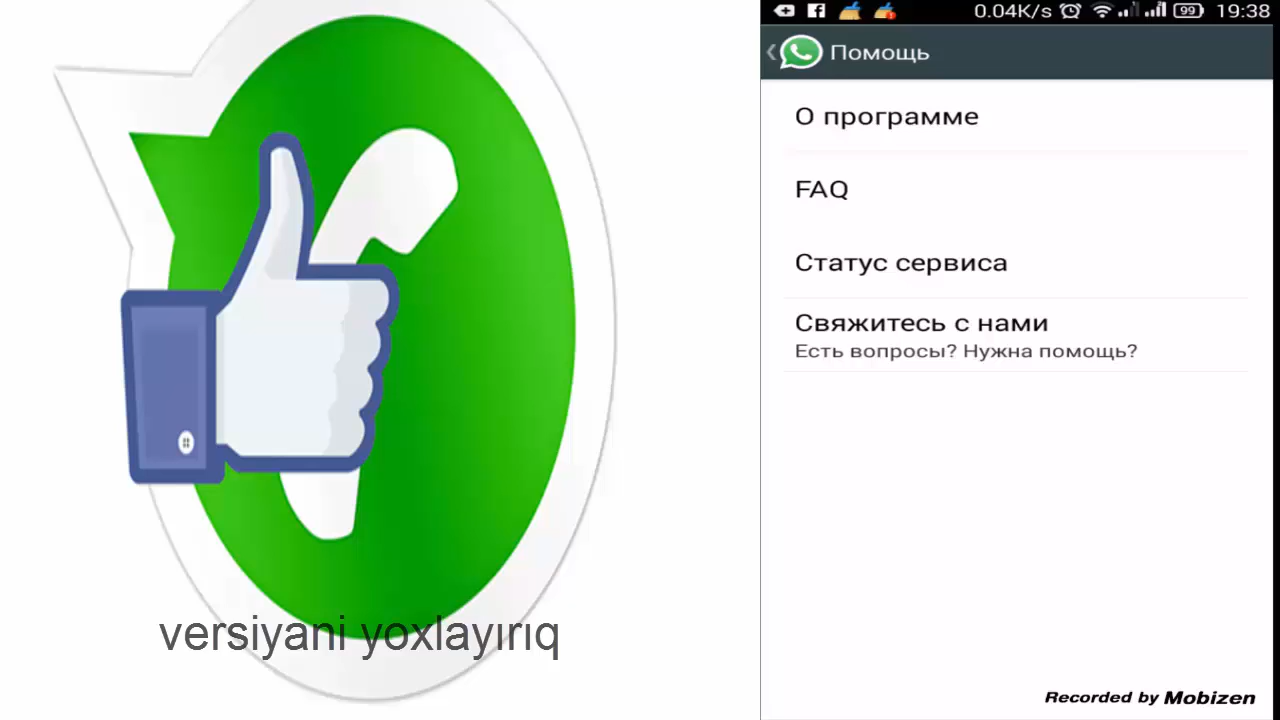 0.04K/s 99 19:38
Помощь
О программе
FAQ
Статус сервиса
Свяжитесь с нами
Есть вопросы? Нужна помощь?
versiyani yoxlayırıq
Recorded by Mobizen